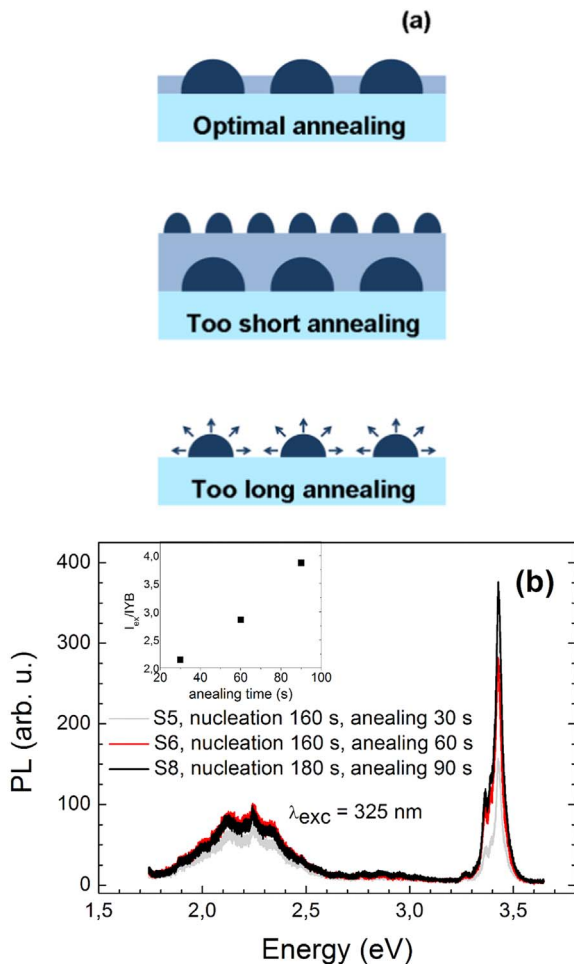 (a)
Optimal annealing
Too short annealing
Too long annealing
(b)
400
300
200
100
0
PL (arb. u.)
4,0
3,5
3,0
2,5
2,0
I_ex/IYB
20 40 60 80 100
anealing time (s)
S5, nucleation 160 s, anealing 30 s
S6, nucleation 160 s, anealing 60 s
S8, nucleation 180 s, anealing 90 s
λexc = 325 nm
1,5 2,0 2,5 3,0 3,5
Energy (eV)